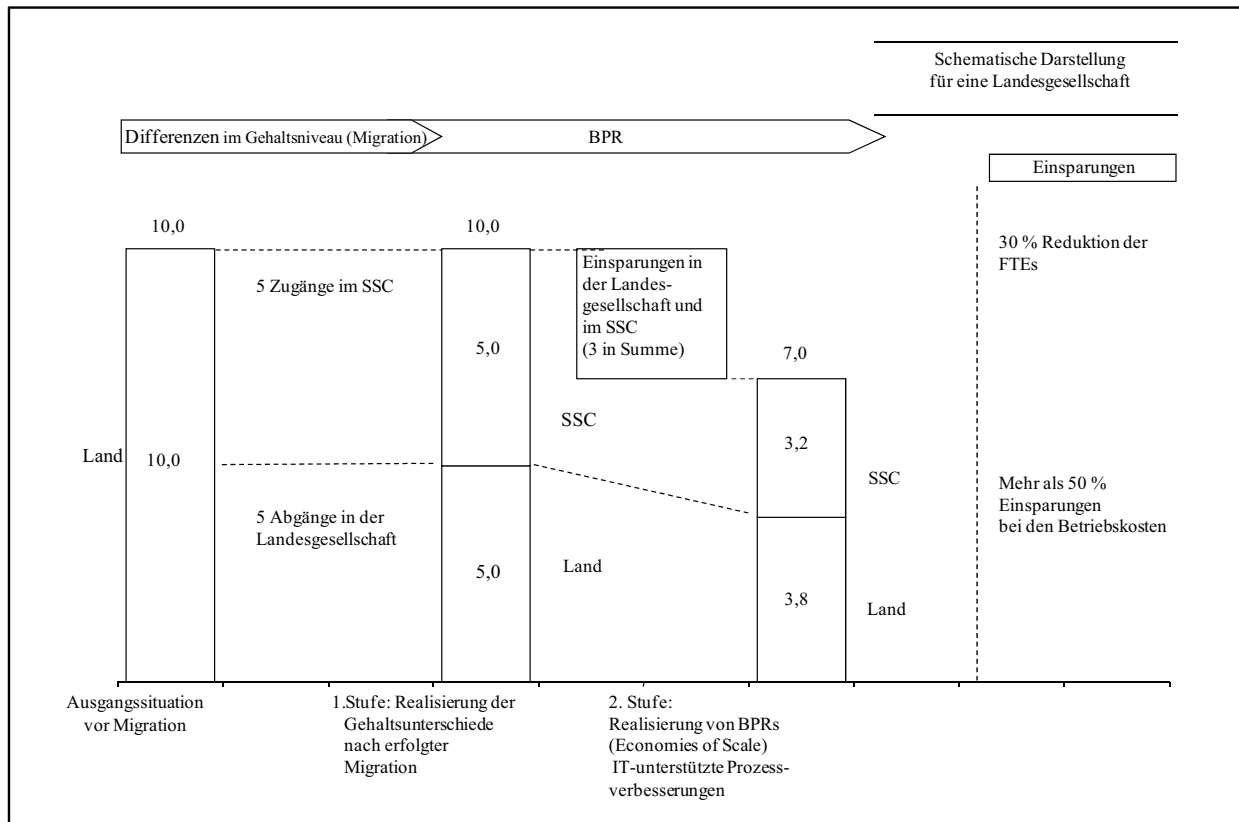 Schematische Darstellung
für eine Landesgesellschaft
Differenzen im Gehaltsniveau (Migration)
BPR
Einsparungen
10,0
10,0
30 % Reduktion der
FTEs
5 Zugänge im SSC
Einsparungen in
der Landes-
gesellschaft und
im SSC
(3 in Summe)
5,0
7,0
SSC
3,2
Land
10,0
SSC
Mehr als 50 %
Einsparungen
bei den Betriebskosten
5 Abgänge in der
Landesgesellschaft
5,0
Land
3,8
Land
Ausgangssituation
vor Migration
1.Stufe: Realisierung der
Gehaltsunterschiede
nach erfolgter
Migration
2. Stufe:
Realisierung von BPRs
(Economies of Scale)
IT-unterstützte Prozess-
verbesserungen